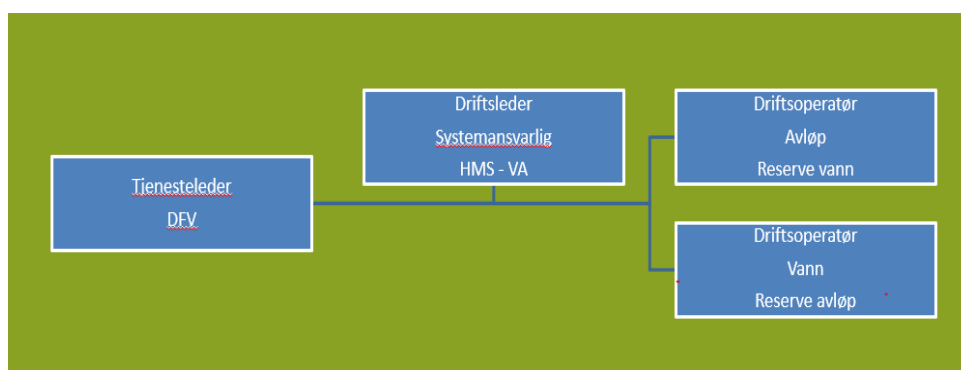 Tjenesteleder
DFV
Driftsleder
Systemansvarlig
HMS - VA
Driftsoperatør
Avløp
Reserve vann
Driftsoperatør
Vann
Reserve avløp